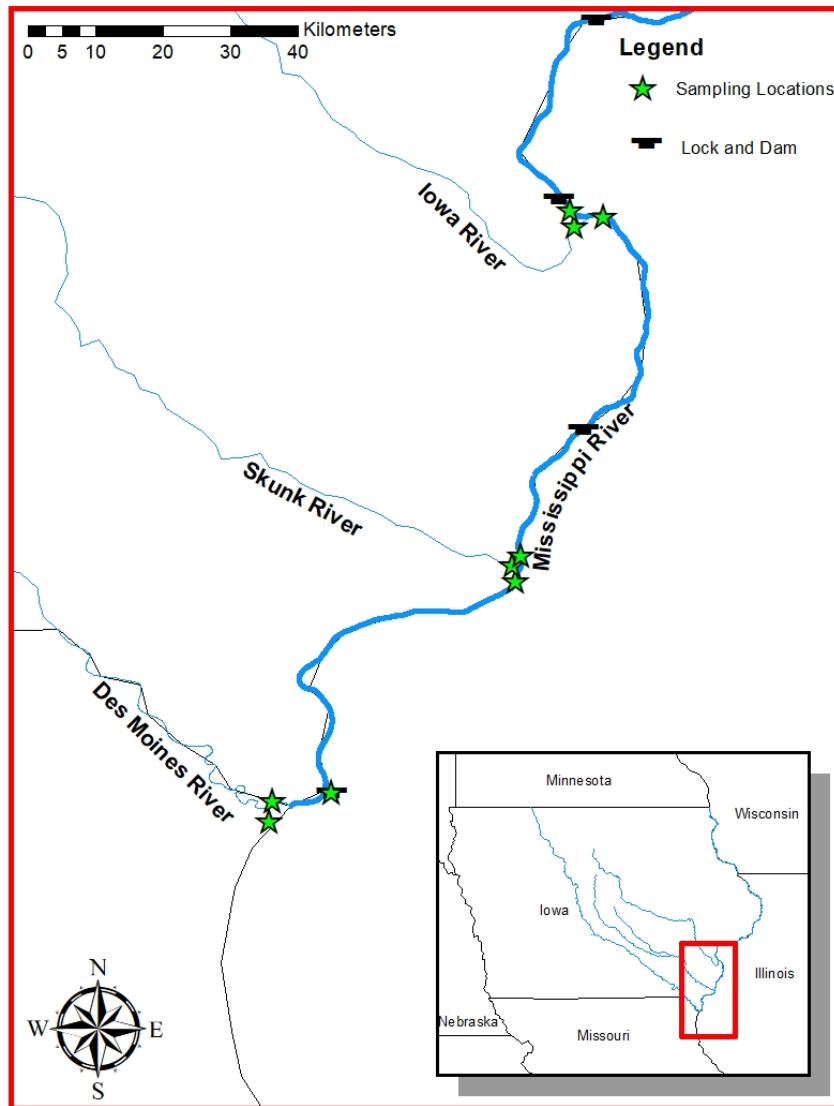 Kilometers
0 5 10 20 30 40
Legend
Sampling Locations
Lock and Dam
Iowa River
Mississippi River
Skunk River
Des Moines River
Minnesota
Wisconsin
Iowa
Illinois
Nebraska
Missouri
N
W E
S